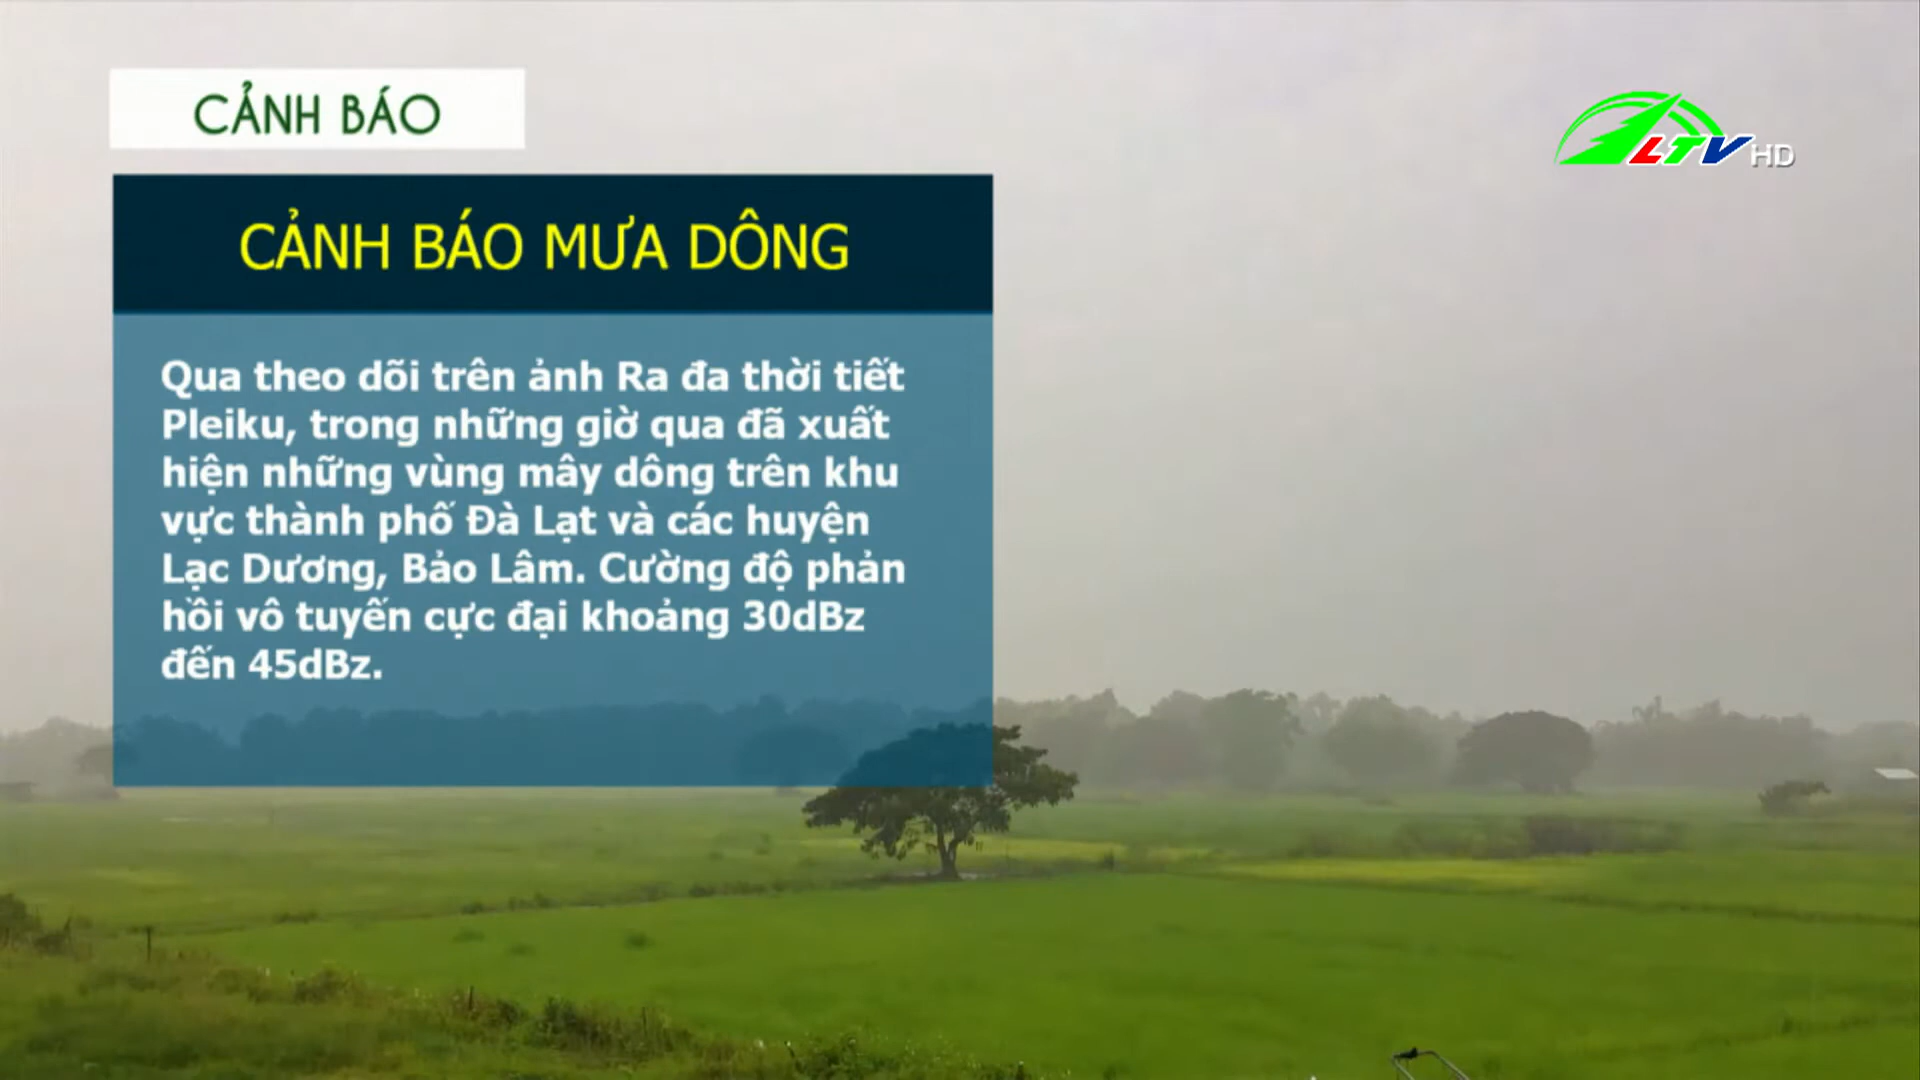 CẢNH BÁO
LTV HD
CẢNH BÁO MƯA DÔNG
Qua theo dõi trên ảnh Ra đa thời tiết
Pleiku, trong những giờ qua đã xuất
hiện những vùng mây dông trên khu
vực thành phố Đà Lạt và các huyện
Lạc Dương, Bảo Lâm. Cường độ phản
hồi vô tuyến cực đại khoảng 30dBz
đến 45dBz.